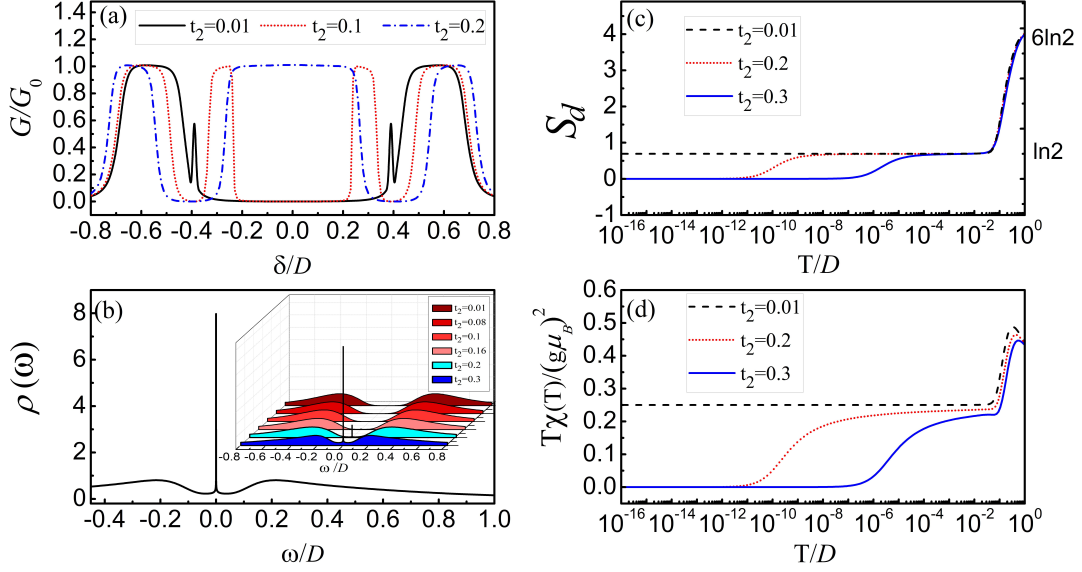 (a)
t2=0.01 t2=0.1 t2=0.2
G/G0
1.4
1.2
1.0
0.8
0.6
0.4
0.2
0.0
-0.8 -0.6 -0.4 -0.2 0.0 0.2 0.4 0.6 0.8
δ/D
(b)
ρ(ω)
8
6
4
2
0
-0.4 -0.2 0.0 0.2 0.4 0.6 0.8 1.0
ω/D
t2=0.01
t2=0.08
t2=0.1
t2=0.16
t2=0.2
t2=0.3
-0.8 -0.6 -0.4 -0.2 0.0 0.2 0.4 0.6 0.8
ω/D
(c)
t2=0.01
t2=0.2
t2=0.3
Sd
4
3
2
1
0
-1
6ln2
ln2
10^-16 10^-14 10^-12 10^-10 10^-8 10^-6 10^-4 10^-2 10^0
T/D
(d)
t2=0.01
t2=0.2
t2=0.3
Tχ(T)/(gμB)^2
0.6
0.5
0.4
0.3
0.2
0.1
0.0
10^-16 10^-14 10^-12 10^-10 10^-8 10^-6 10^-4 10^-2 10^0
T/D